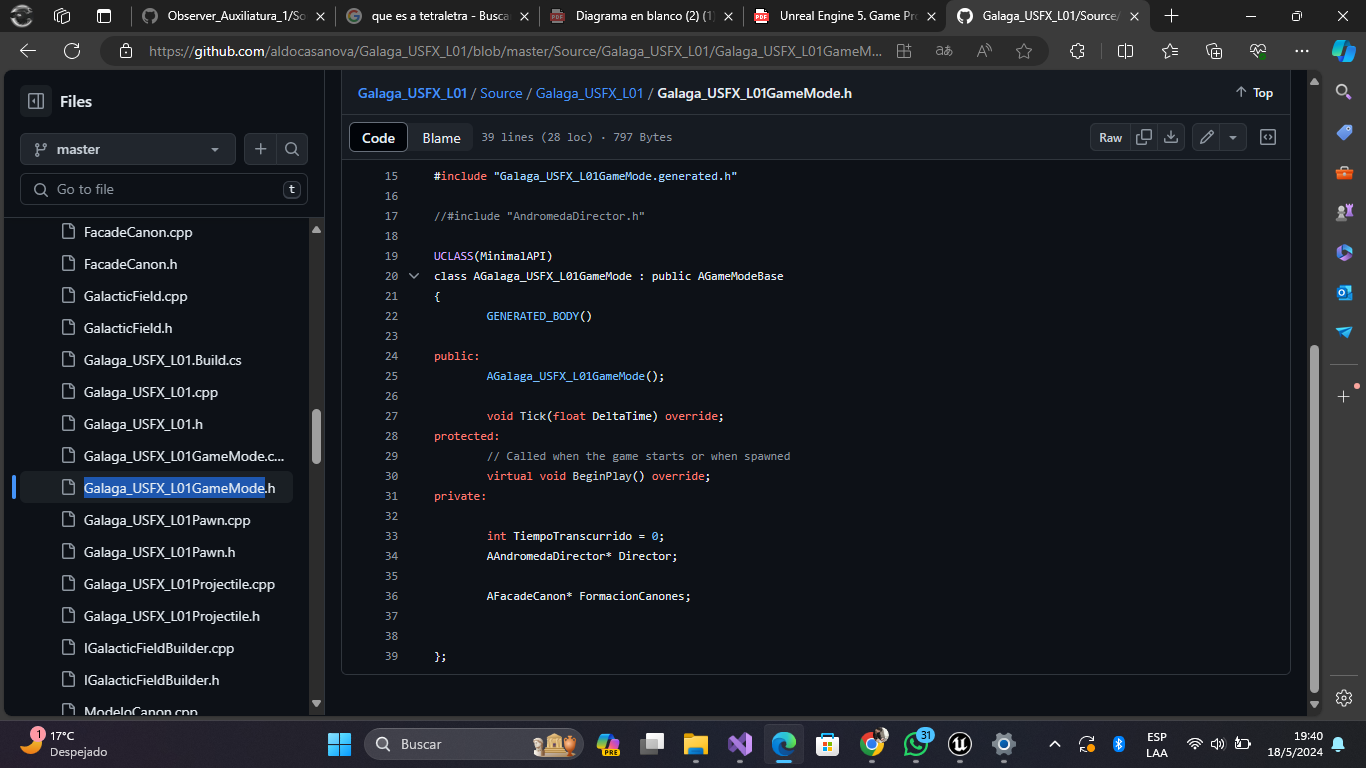 Observer_Auxiliatura_1/So
que es a tetraletra - Busca
Diagrama en blanco (2) (1)
Unreal Engine 5. Game Pro
Galaga_USFX_L01/Source/
https://github.com/aldocasanova/Galaga_USFX_L01/blob/master/Source/Galaga_USFX_L01/Galaga_USFX_L01GameM...
Files
master
Go to file
t
FacadeCanon.cpp
FacadeCanon.h
GalacticField.cpp
GalacticField.h
Galaga_USFX_L01.Build.cs
Galaga_USFX_L01.cpp
Galaga_USFX_L01.h
Galaga_USFX_L01GameMode.c...
Galaga_USFX_L01GameMode.h
Galaga_USFX_L01Pawn.cpp
Galaga_USFX_L01Pawn.h
Galaga_USFX_L01Projectile.cpp
Galaga_USFX_L01Projectile.h
IGalacticFieldBuilder.cpp
IGalacticFieldBuilder.h
ModeloCanon.cpp
Galaga_USFX_L01 / Source / Galaga_USFX_L01 / Galaga_USFX_L01GameMode.h
Top
Code Blame 39 lines (28 loc) · 797 Bytes
Raw
15 #include "Galaga_USFX_L01GameMode.generated.h"
16
17 //#include "AndromedaDirector.h"
18
19 UCLASS(MinimalAPI)
20 class AGalaga_USFX_L01GameMode : public AGameModeBase
21 {
22 GENERATED_BODY()
23
24 public:
25 AGalaga_USFX_L01GameMode();
26
27 void Tick(float DeltaTime) override;
28 protected:
29 // Called when the game starts or when spawned
30 virtual void BeginPlay() override;
31 private:
32
33 int TiempoTranscurrido = 0;
34 AAndromedaDirector* Director;
35
36 AFacadeCanon* FormacionCanones;
37
38
39 };
1
17°C
Despejado
Buscar
PRE
31
ESP
LAA
19:40
18/5/2024